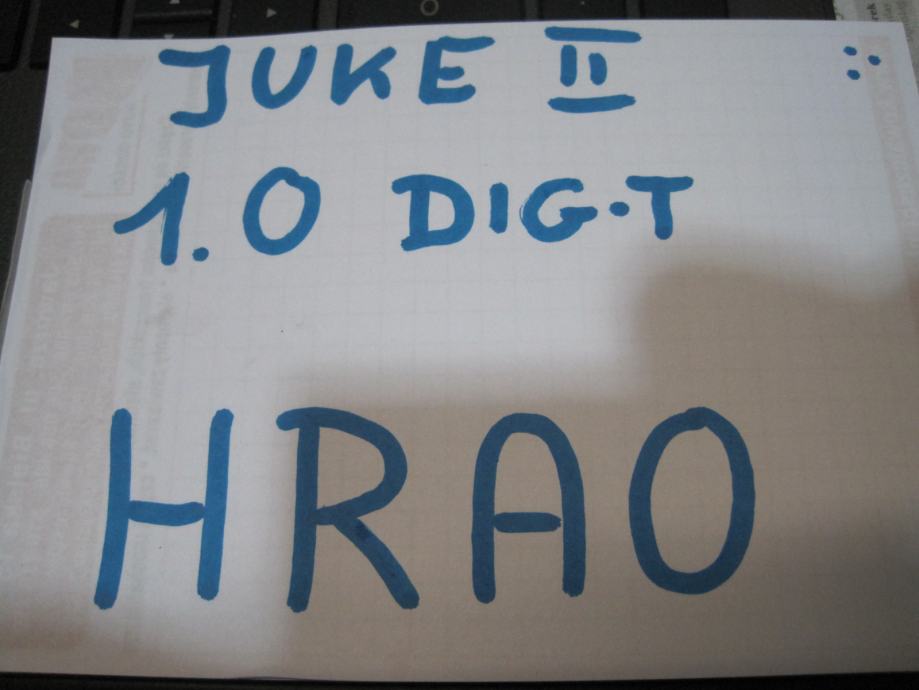 JUKE II
1.0 DIG·T
HRAO